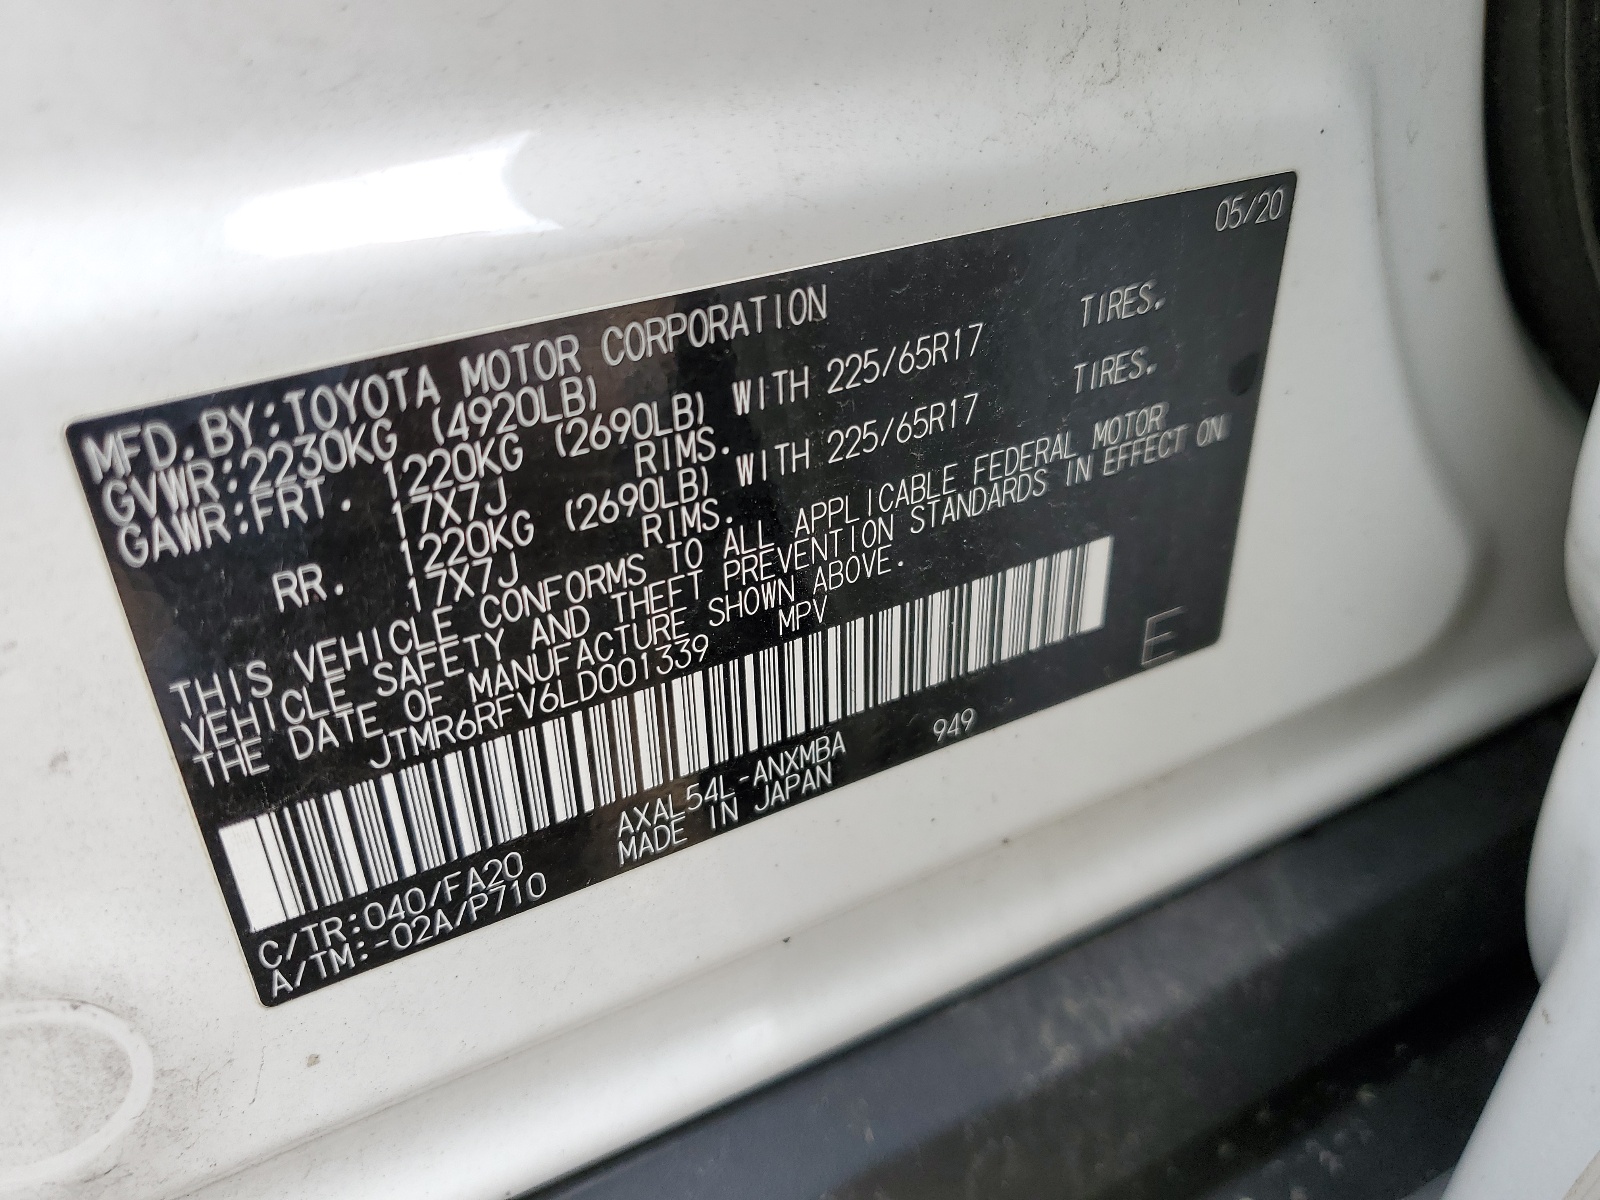 05/20
MFD. BY: TOYOTA MOTOR CORPORATION
GVWR: 2230KG (4920LB)
GAWR: FRT. 1220KG (2690LB) WITH 225/65R17 TIRES.
17X7J RIMS.
RR. 1220KG (2690LB) WITH 225/65R17 TIRES.
17X7J RIMS.
THIS VEHICLE CONFORMS TO ALL APPLICABLE FEDERAL MOTOR
VEHICLE SAFETY AND THEFT PREVENTION STANDARDS IN EFFECT ON
THE DATE OF MANUFACTURE SHOWN ABOVE.
JTMR6RFV6LD001339 MPV
E
C/TR: 040/FA20 AXAL54L-ANXMBA 949
A/TM: -02A/P710 MADE IN JAPAN